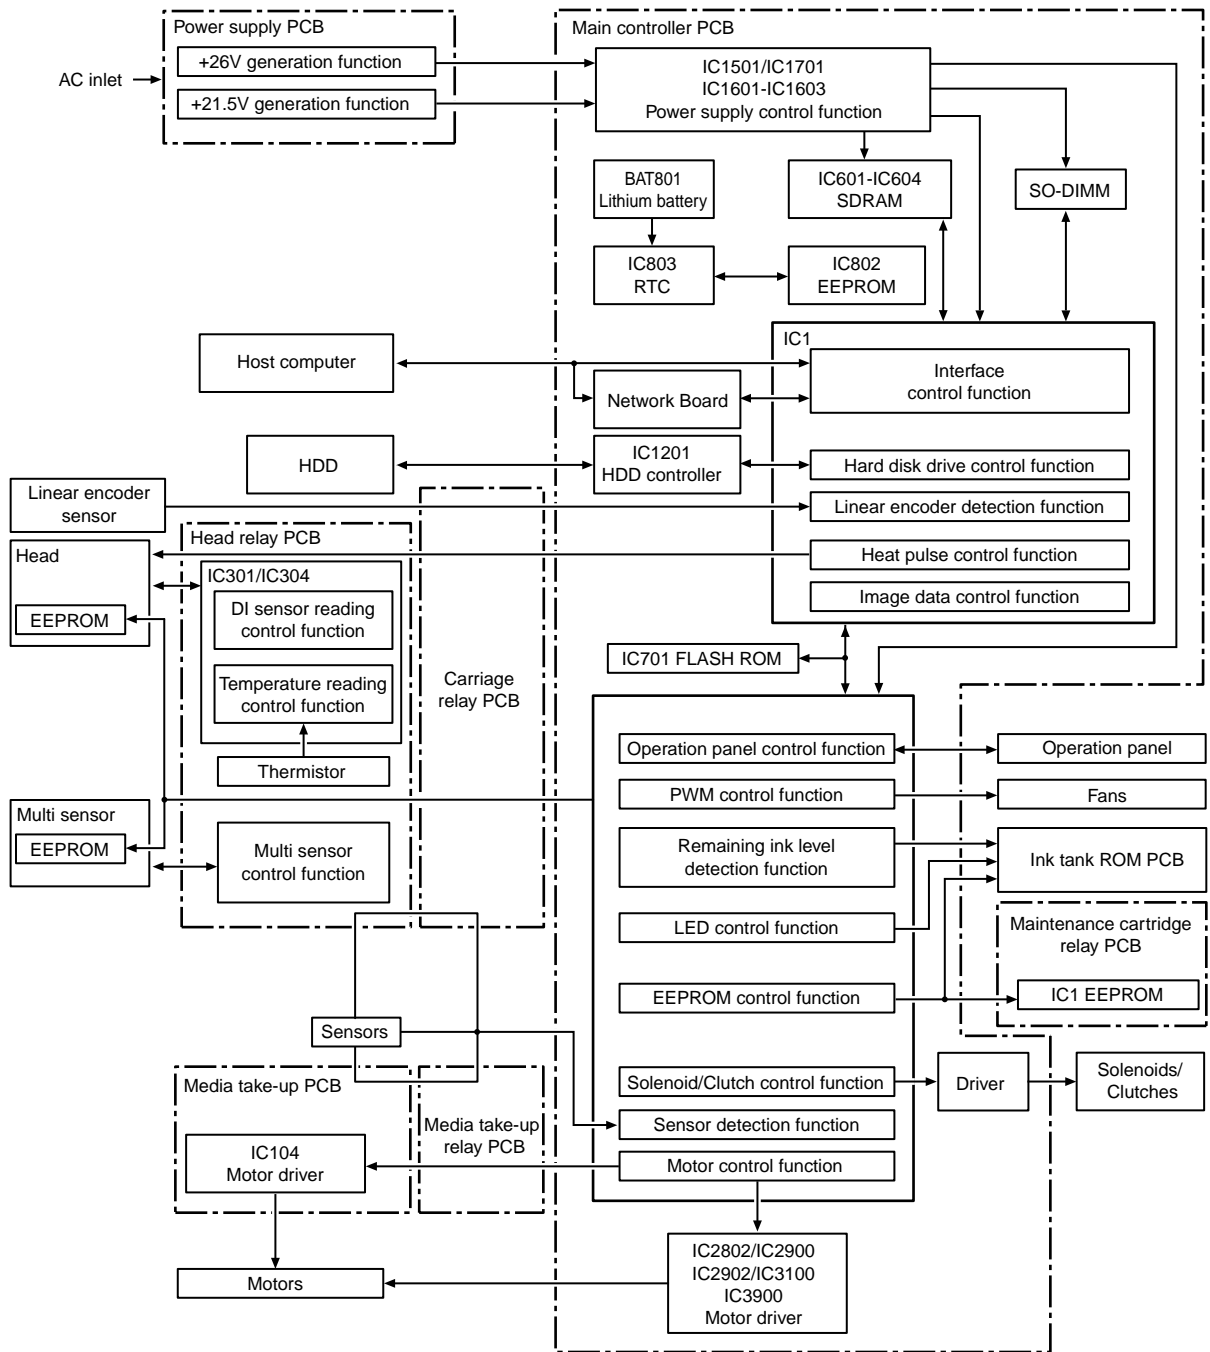 Power supply PCB
+26V generation function
+21.5V generation function
AC inlet
Main controller PCB
IC1501/IC1701
IC1601-IC1603
Power supply control function
BAT801
Lithium battery
IC601-IC604
SDRAM
SO-DIMM
IC803
RTC
IC802
EEPROM
IC1
Host computer
Interface
control function
Network Board
HDD
IC1201
HDD controller
Hard disk drive control function
Linear encoder
sensor
Linear encoder detection function
Head relay PCB
Head
Heat pulse control function
IC301/IC304
EEPROM
DI sensor reading
control function
Image data control function
IC701 FLASH ROM
Temperature reading
control function
Carriage
relay PCB
Thermistor
Operation panel control function
Operation panel
PWM control function
Fans
Multi sensor
EEPROM
Multi sensor
control function
Remaining ink level
detection function
Ink tank ROM PCB
LED control function
Maintenance cartridge
relay PCB
EEPROM control function
IC1 EEPROM
Sensors
Media take-up PCB
Solenoid/Clutch control function
Driver
Solenoids/
Clutches
Media take-up
relay PCB
Sensor detection function
IC104
Motor driver
Motor control function
IC2802/IC2900
IC2902/IC3100
IC3900
Motor driver
Motors